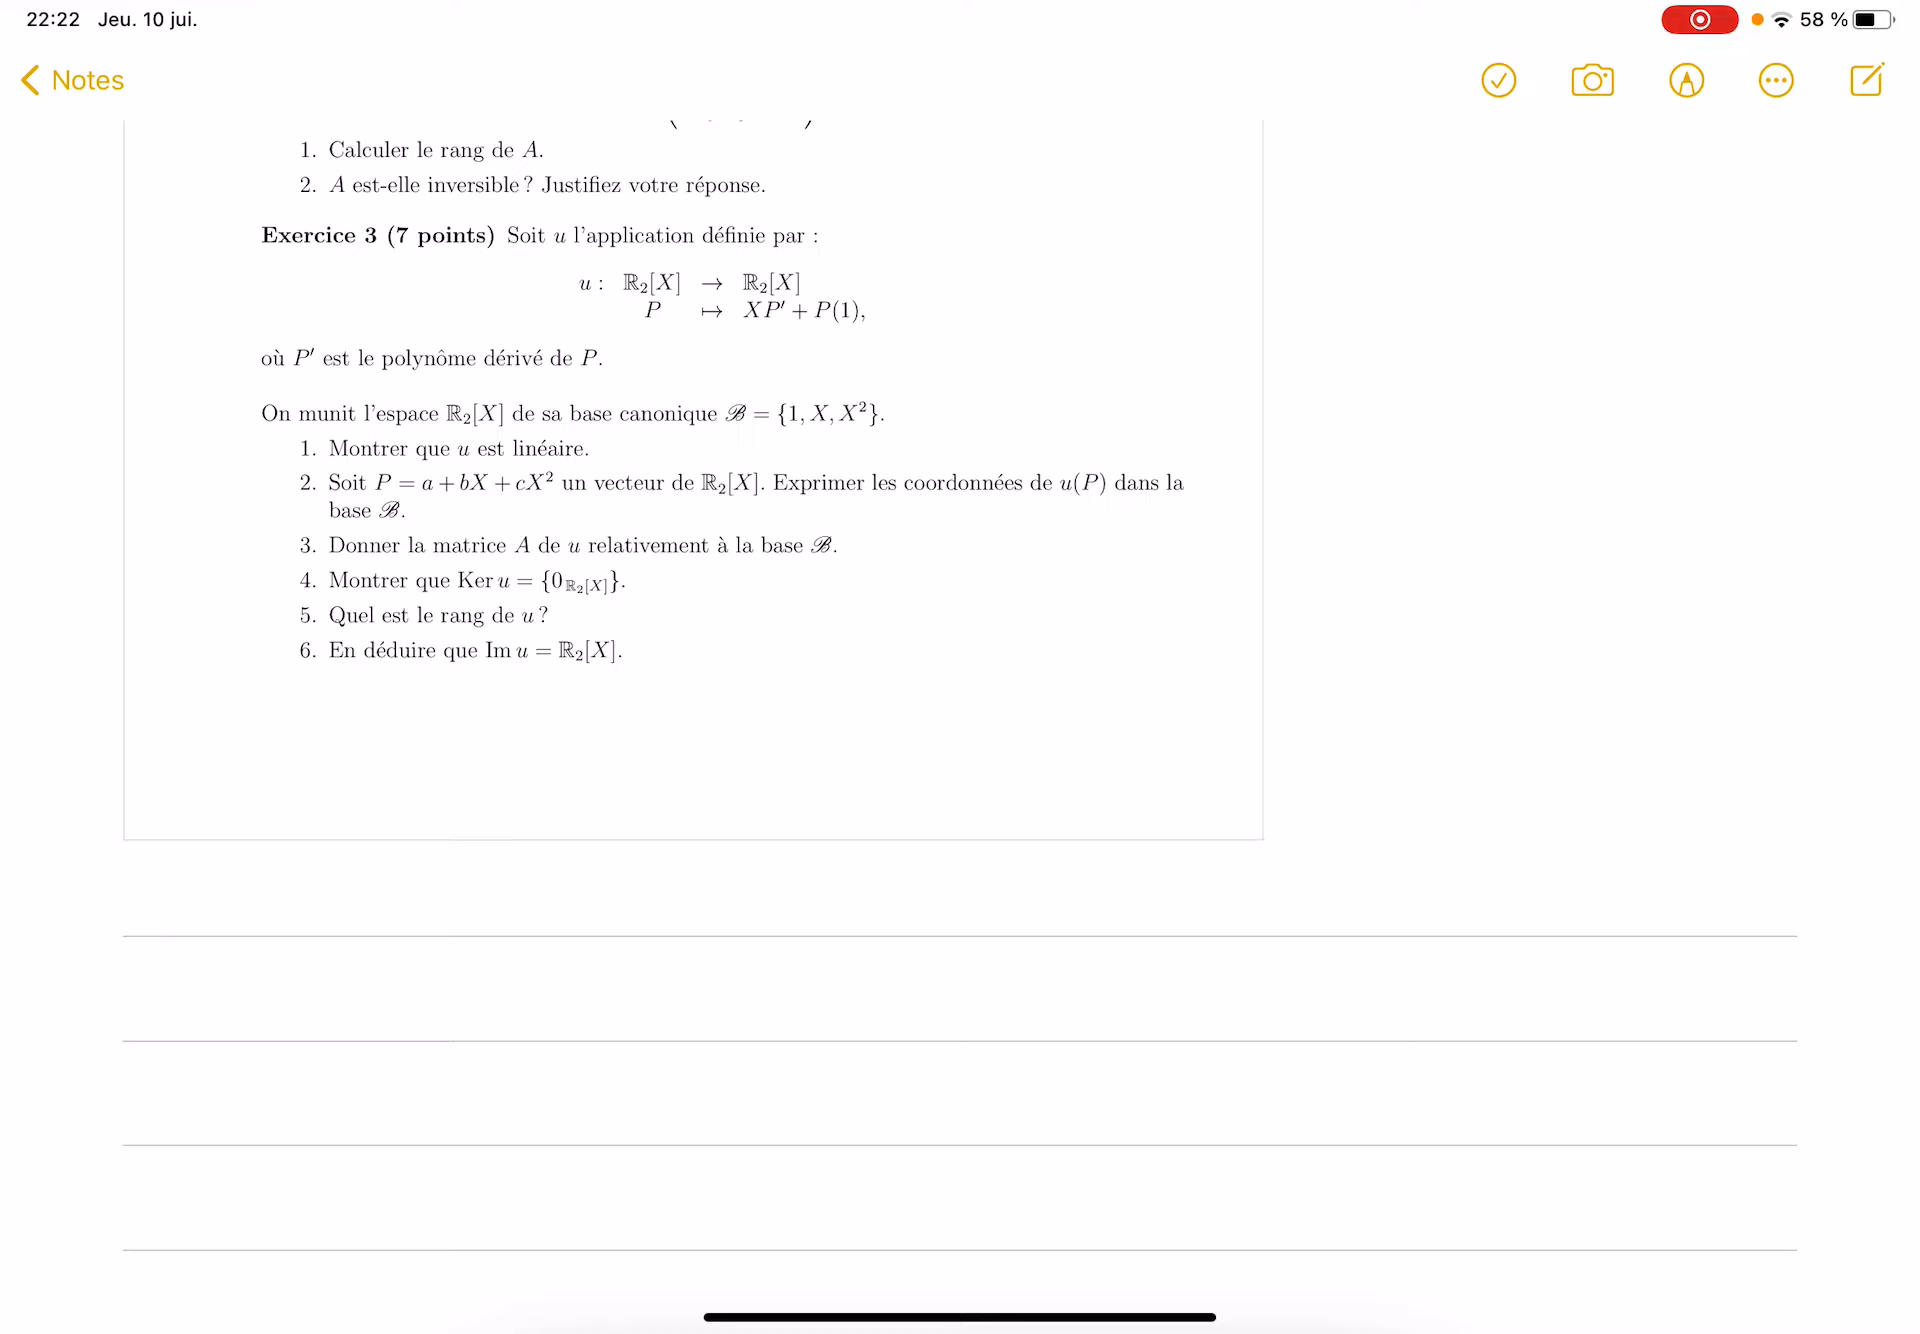 22:22 Jeu. 10 jui.
58 %
Notes
1. Calculer le rang de A.
2. A est-elle inversible ? Justifiez votre réponse.
Exercice 3 (7 points) Soit u l'application définie par :
u : ℝ₂[X] → ℝ₂[X]
P ↦ XP′ + P(1),
où P′ est le polynôme dérivé de P.
On munit l'espace ℝ₂[X] de sa base canonique ℬ = {1, X, X²}.
1. Montrer que u est linéaire.
2. Soit P = a + bX + cX² un vecteur de ℝ₂[X]. Exprimer les coordonnées de u(P) dans la
base ℬ.
3. Donner la matrice A de u relativement à la base ℬ.
4. Montrer que Ker u = {0_ℝ₂[X]}.
5. Quel est le rang de u ?
6. En déduire que Im u = ℝ₂[X].